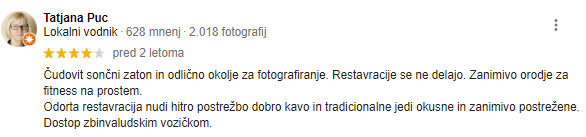 Tatjana Puc
Lokalni vodnik · 628 mnenj · 2.018 fotografij
pred 2 letoma
Čudovit sončni zaton in odlično okolje za fotografiranje. Restavracije se ne delajo. Zanimivo orodje za
fitness na prostem.
Odorta restavracija nudi hitro postrežbo dobro kavo in tradicionalne jedi okusne in zanimivo postrežene.
Dostop zbinvaludskim vozičkom.